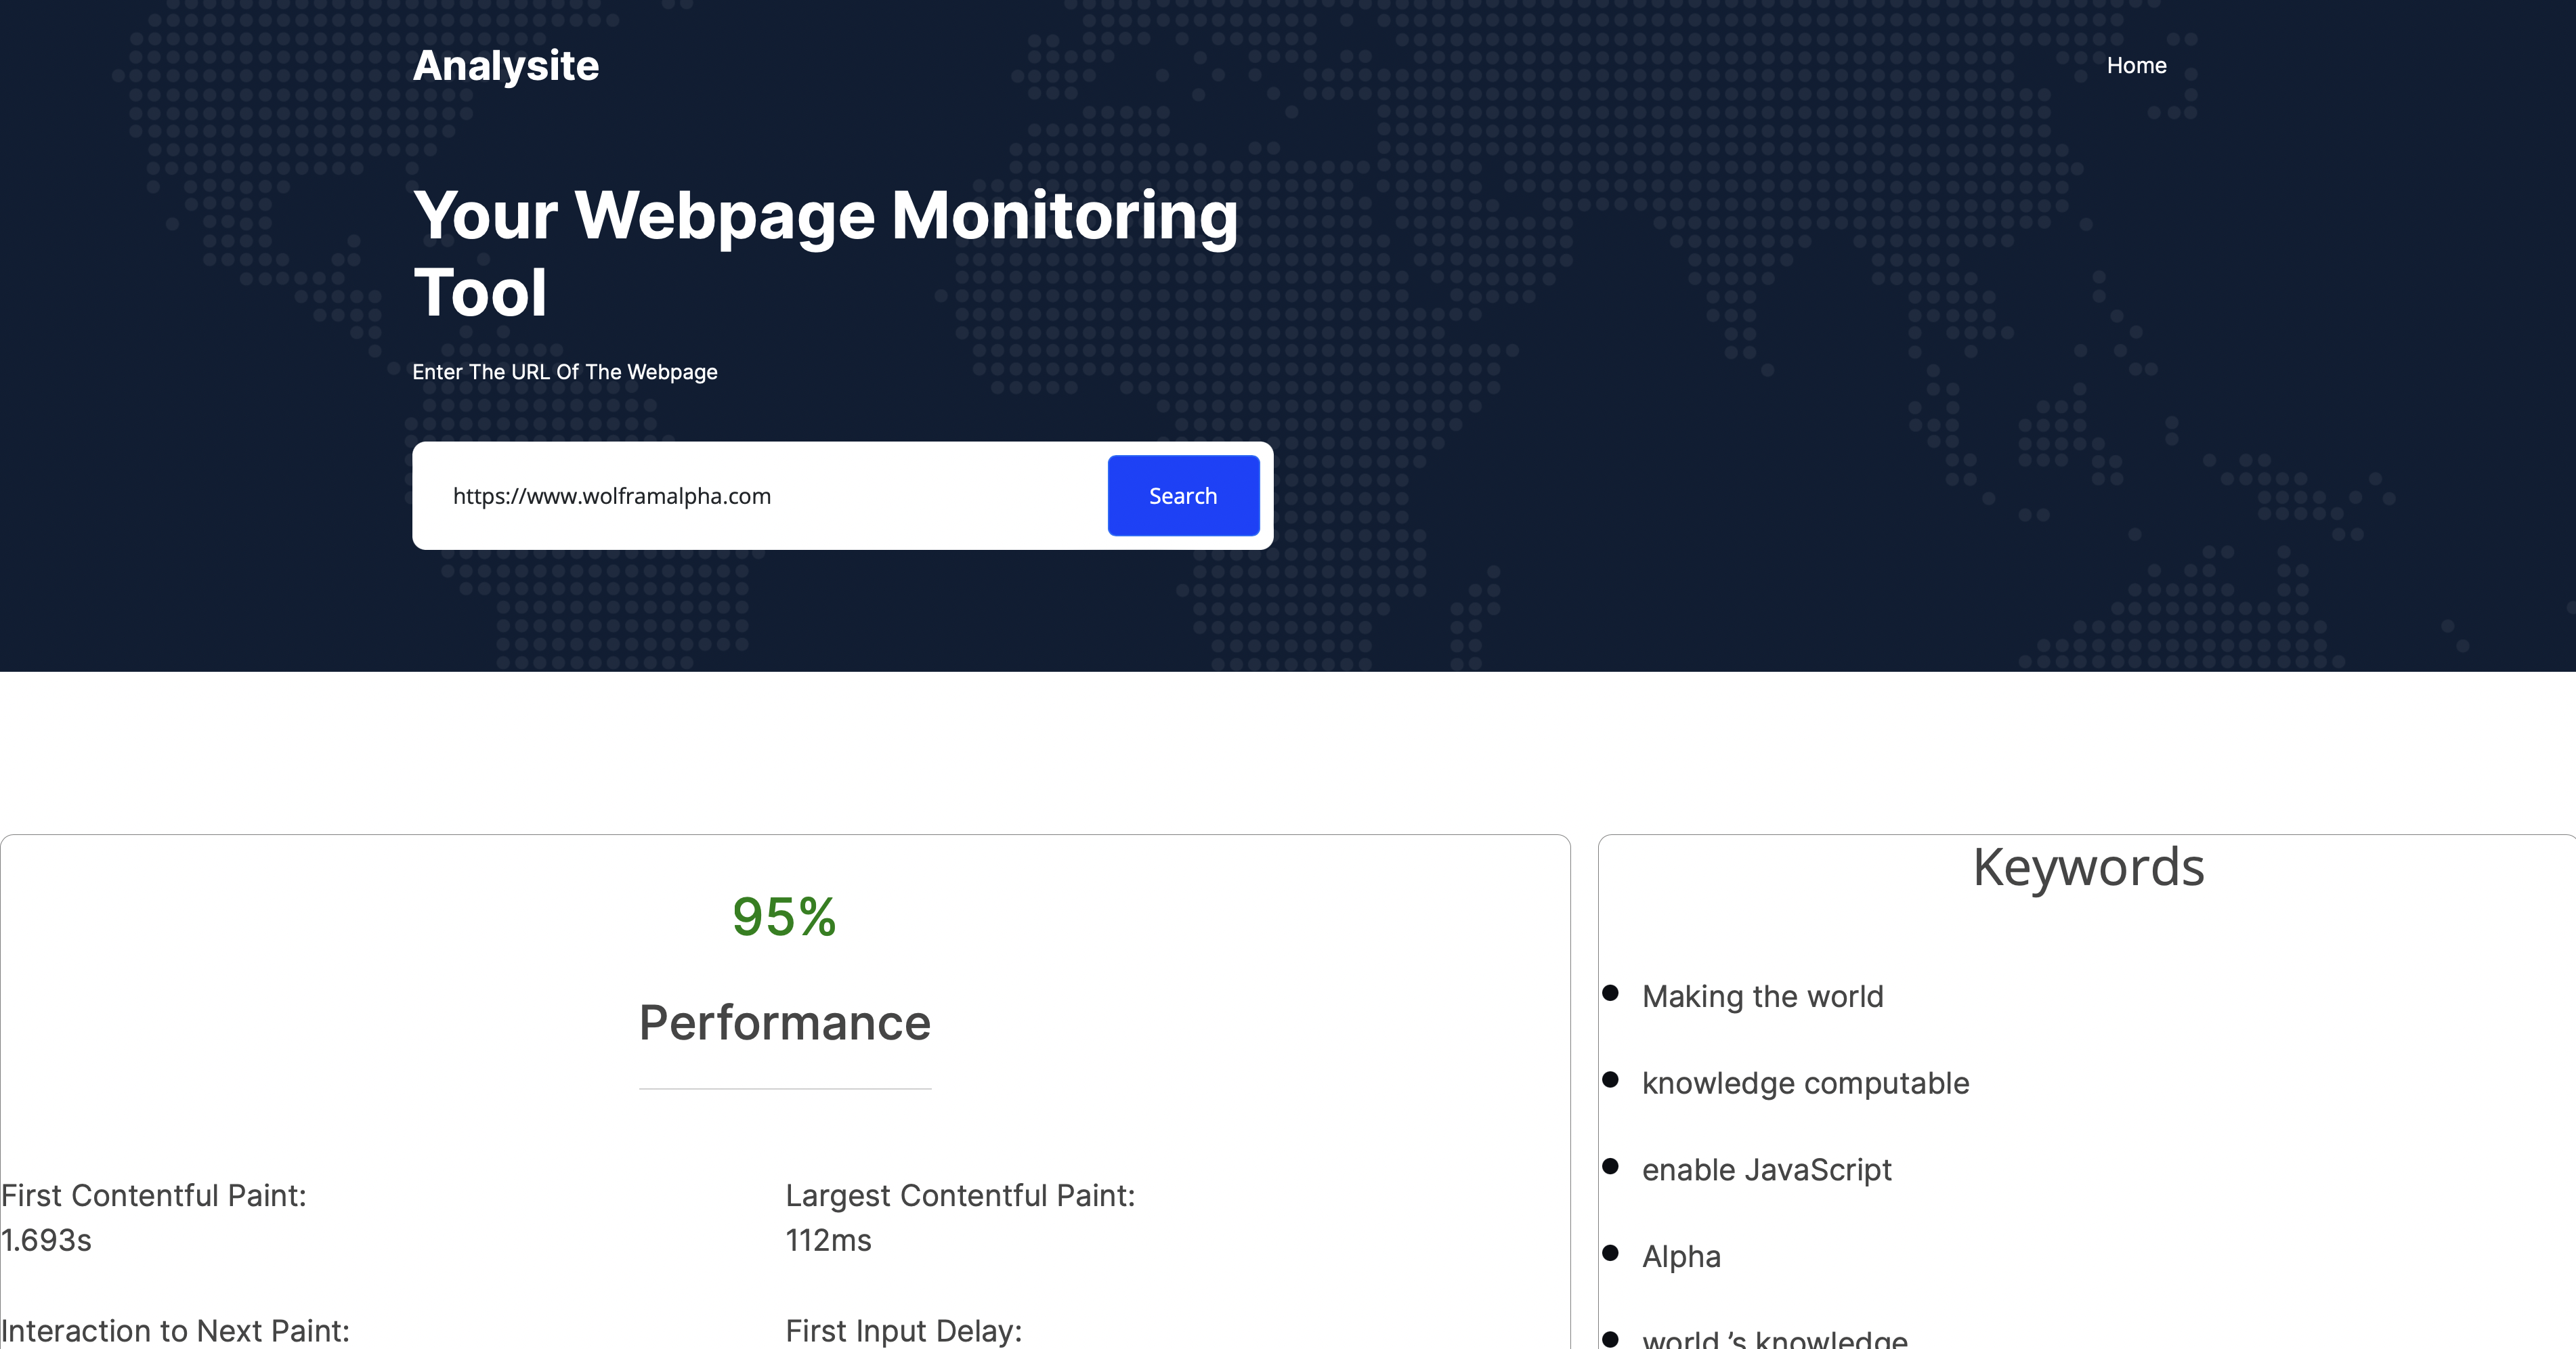 Analysite
Home
Your Webpage Monitoring
Tool
Enter The URL Of The Webpage
https://www.wolframalpha.com
Search
95%
Performance
First Contentful Paint:
1.693s
Largest Contentful Paint:
112ms
Interaction to Next Paint:
First Input Delay:
Keywords
Making the world
knowledge computable
enable JavaScript
Alpha
world ’s knowledge